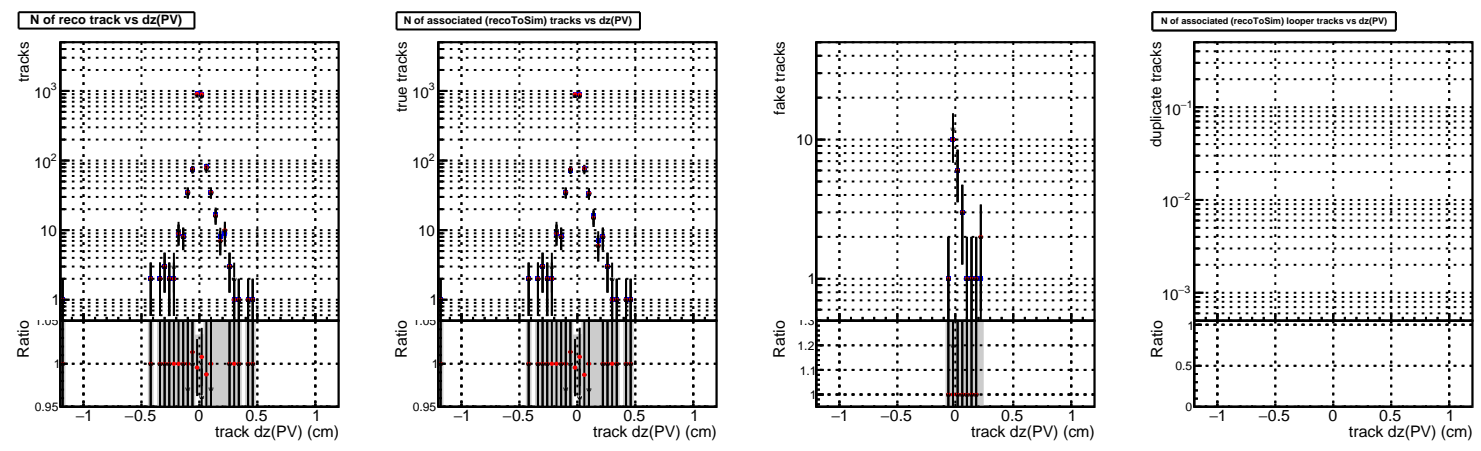 N of reco track vs dz(PV)
tracks
10³
10²
10
1
1.05
Ratio
1
0.95
−1 −0.5 0 0.5 1
track dz(PV) (cm)
N of associated (recoToSim) tracks vs dz(PV)
true tracks
10³
10²
10
1
1.05
Ratio
1
0.95
−1 −0.5 0 0.5 1
track dz(PV) (cm)
fake tracks
10
1
1.3
Ratio
1.2
1.1
1
−1 −0.5 0 0.5 1
track dz(PV) (cm)
N of associated (recoToSim) looper tracks vs dz(PV)
duplicate tracks
10⁻¹
10⁻²
10⁻³
1
Ratio
0.5
0
−1 −0.5 0 0.5 1
track dz(PV) (cm)